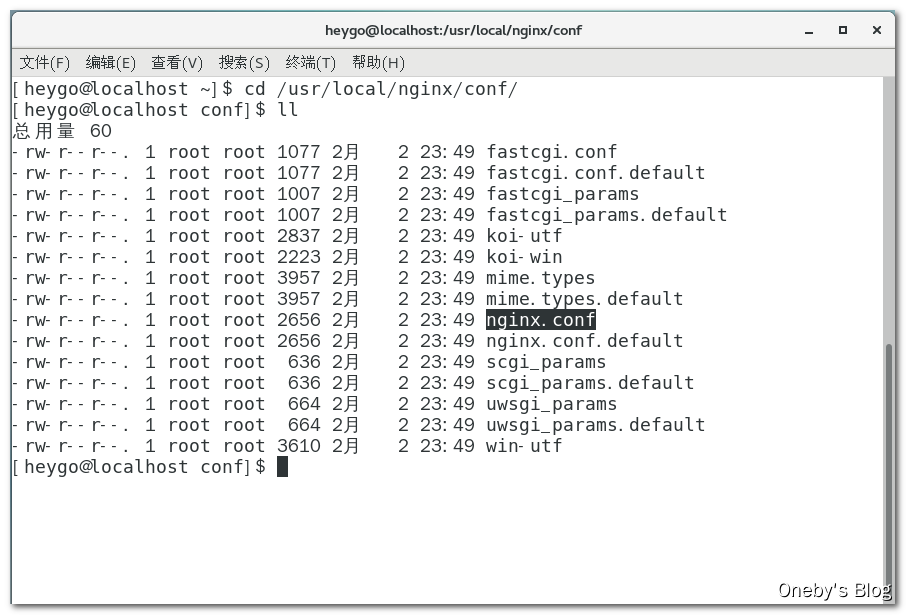 heygo@localhost:/usr/local/nginx/conf
文件(F) 编辑(E) 查看(V) 搜索(S) 终端(T) 帮助(H)
[heygo@localhost ~]$ cd /usr/local/nginx/conf/
[heygo@localhost conf]$ ll
总用量 60
-rw-r--r--. 1 root root 1077 2月   2 23:49 fastcgi.conf
-rw-r--r--. 1 root root 1077 2月   2 23:49 fastcgi.conf.default
-rw-r--r--. 1 root root 1007 2月   2 23:49 fastcgi_params
-rw-r--r--. 1 root root 1007 2月   2 23:49 fastcgi_params.default
-rw-r--r--. 1 root root 2837 2月   2 23:49 koi-utf
-rw-r--r--. 1 root root 2223 2月   2 23:49 koi-win
-rw-r--r--. 1 root root 3957 2月   2 23:49 mime.types
-rw-r--r--. 1 root root 3957 2月   2 23:49 mime.types.default
-rw-r--r--. 1 root root 2656 2月   2 23:49 nginx.conf
-rw-r--r--. 1 root root 2656 2月   2 23:49 nginx.conf.default
-rw-r--r--. 1 root root  636 2月   2 23:49 scgi_params
-rw-r--r--. 1 root root  636 2月   2 23:49 scgi_params.default
-rw-r--r--. 1 root root  664 2月   2 23:49 uwsgi_params
-rw-r--r--. 1 root root  664 2月   2 23:49 uwsgi_params.default
-rw-r--r--. 1 root root 3610 2月   2 23:49 win-utf
[heygo@localhost conf]$
Oneby's Blog